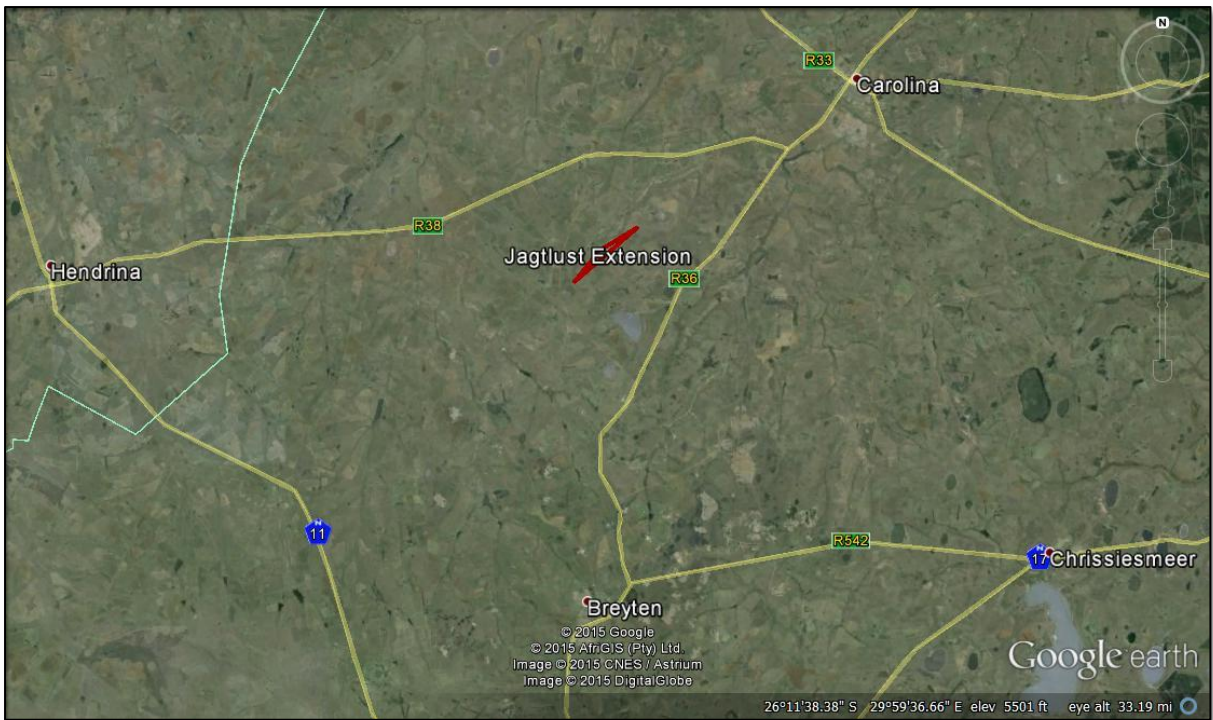 N
R33
Carolina
R38
Hendrina
Jagtlust Extension
R36
N
11
R542
N
17
Chrissiesmeer
Breyten
© 2015 Google
© 2015 AfriGIS (Pty) Ltd.
Image © 2015 CNES / Astrium
Image © 2015 DigitalGlobe
Google earth
26°11'38.38" S 29°59'36.66" E elev 5501 ft eye alt 33.19 mi